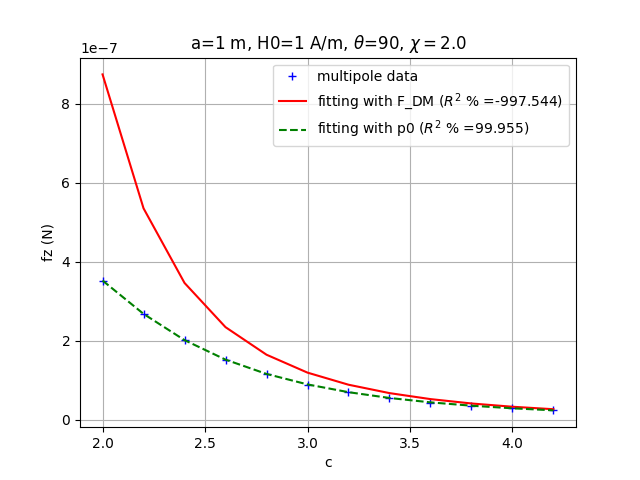 a=1 m, H0=1 A/m, θ=90, χ = 2.0
1e−7
multipole data
fitting with F_DM (R² % =-997.544)
fitting with p0 (R² % =99.955)
8
6
4
2
0
fz (N)
2.0 2.5 3.0 3.5 4.0
c